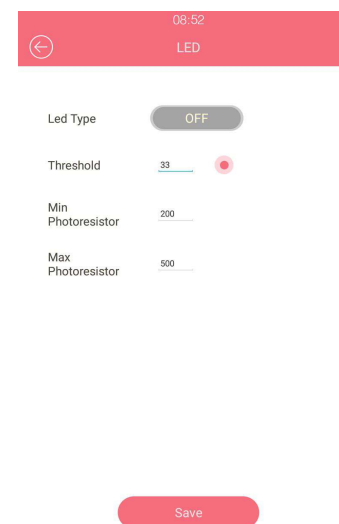 08:52
LED
Led Type OFF
Threshold 33
Min
Photoresistor 200
Max
Photoresistor 500
Save